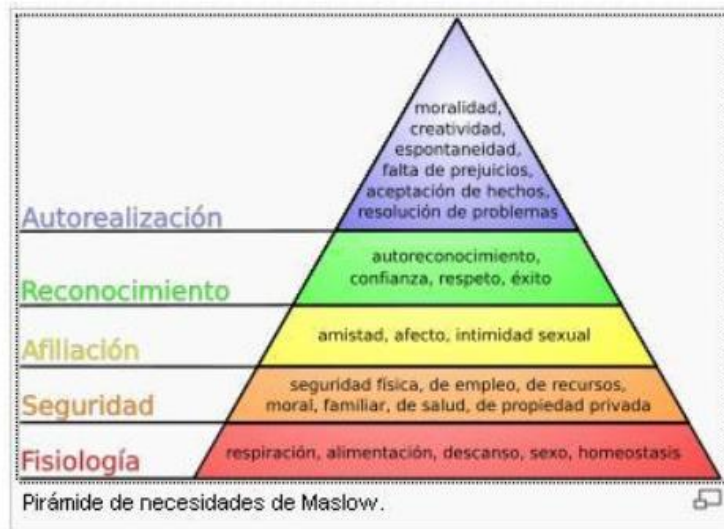 moralidad,
creatividad,
espontaneidad,
falta de prejuicios,
aceptación de hechos,
resolución de problemas
Autorealización
autoreconocimiento,
confianza, respeto, éxito
Reconocimiento
amistad, afecto, intimidad sexual
Afiliación
seguridad física, de empleo, de recursos,
moral, familiar, de salud, de propiedad privada
Seguridad
respiración, alimentación, descanso, sexo, homeostasis
Fisiología
Pirámide de necesidades de Maslow.